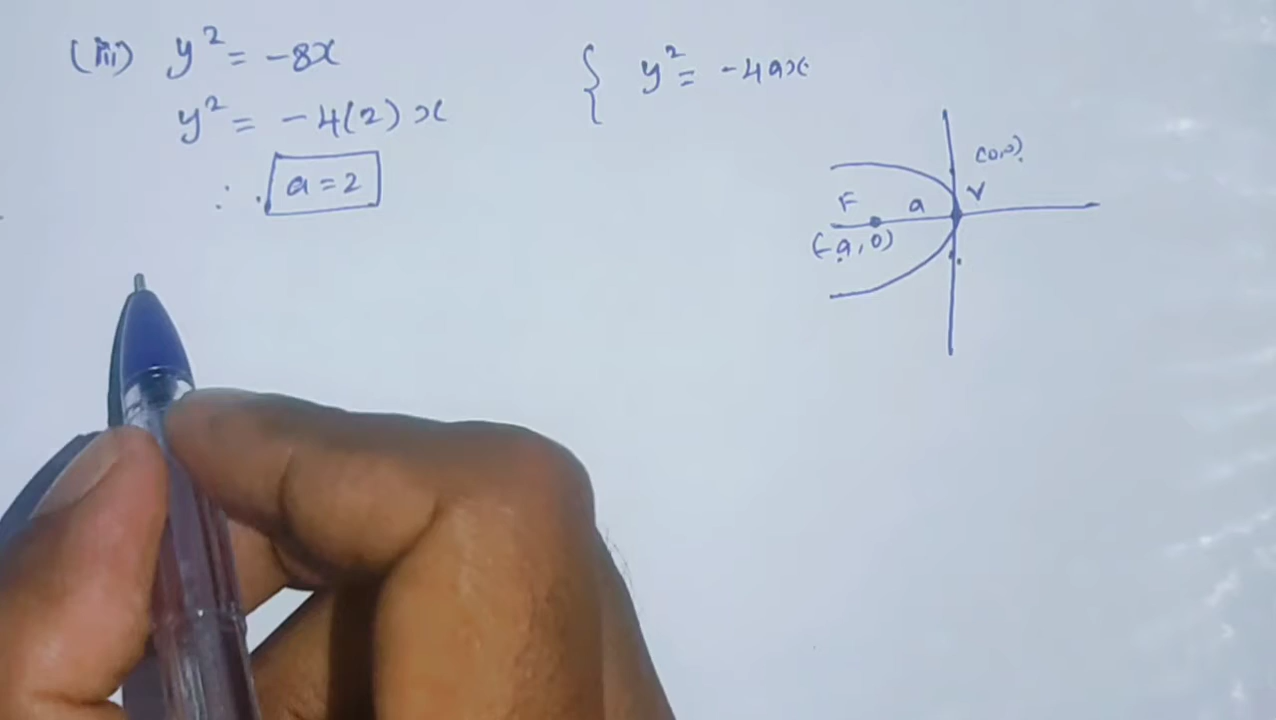 (iii) y² = -8x
y² = -4(2)x
∴ a = 2
{ y² = -4ax
(0,0)
F a V
(-a, 0)